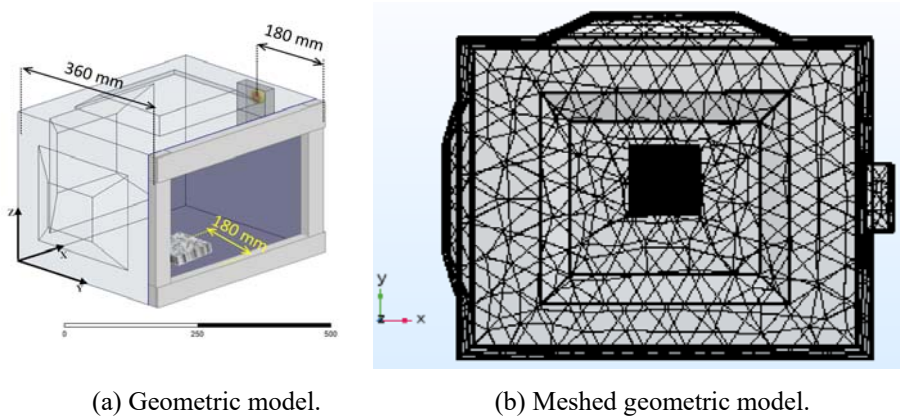 180 mm
360 mm
180 mm
Z
X
Y
0 250 500
y
z x
(a) Geometric model. (b) Meshed geometric model.